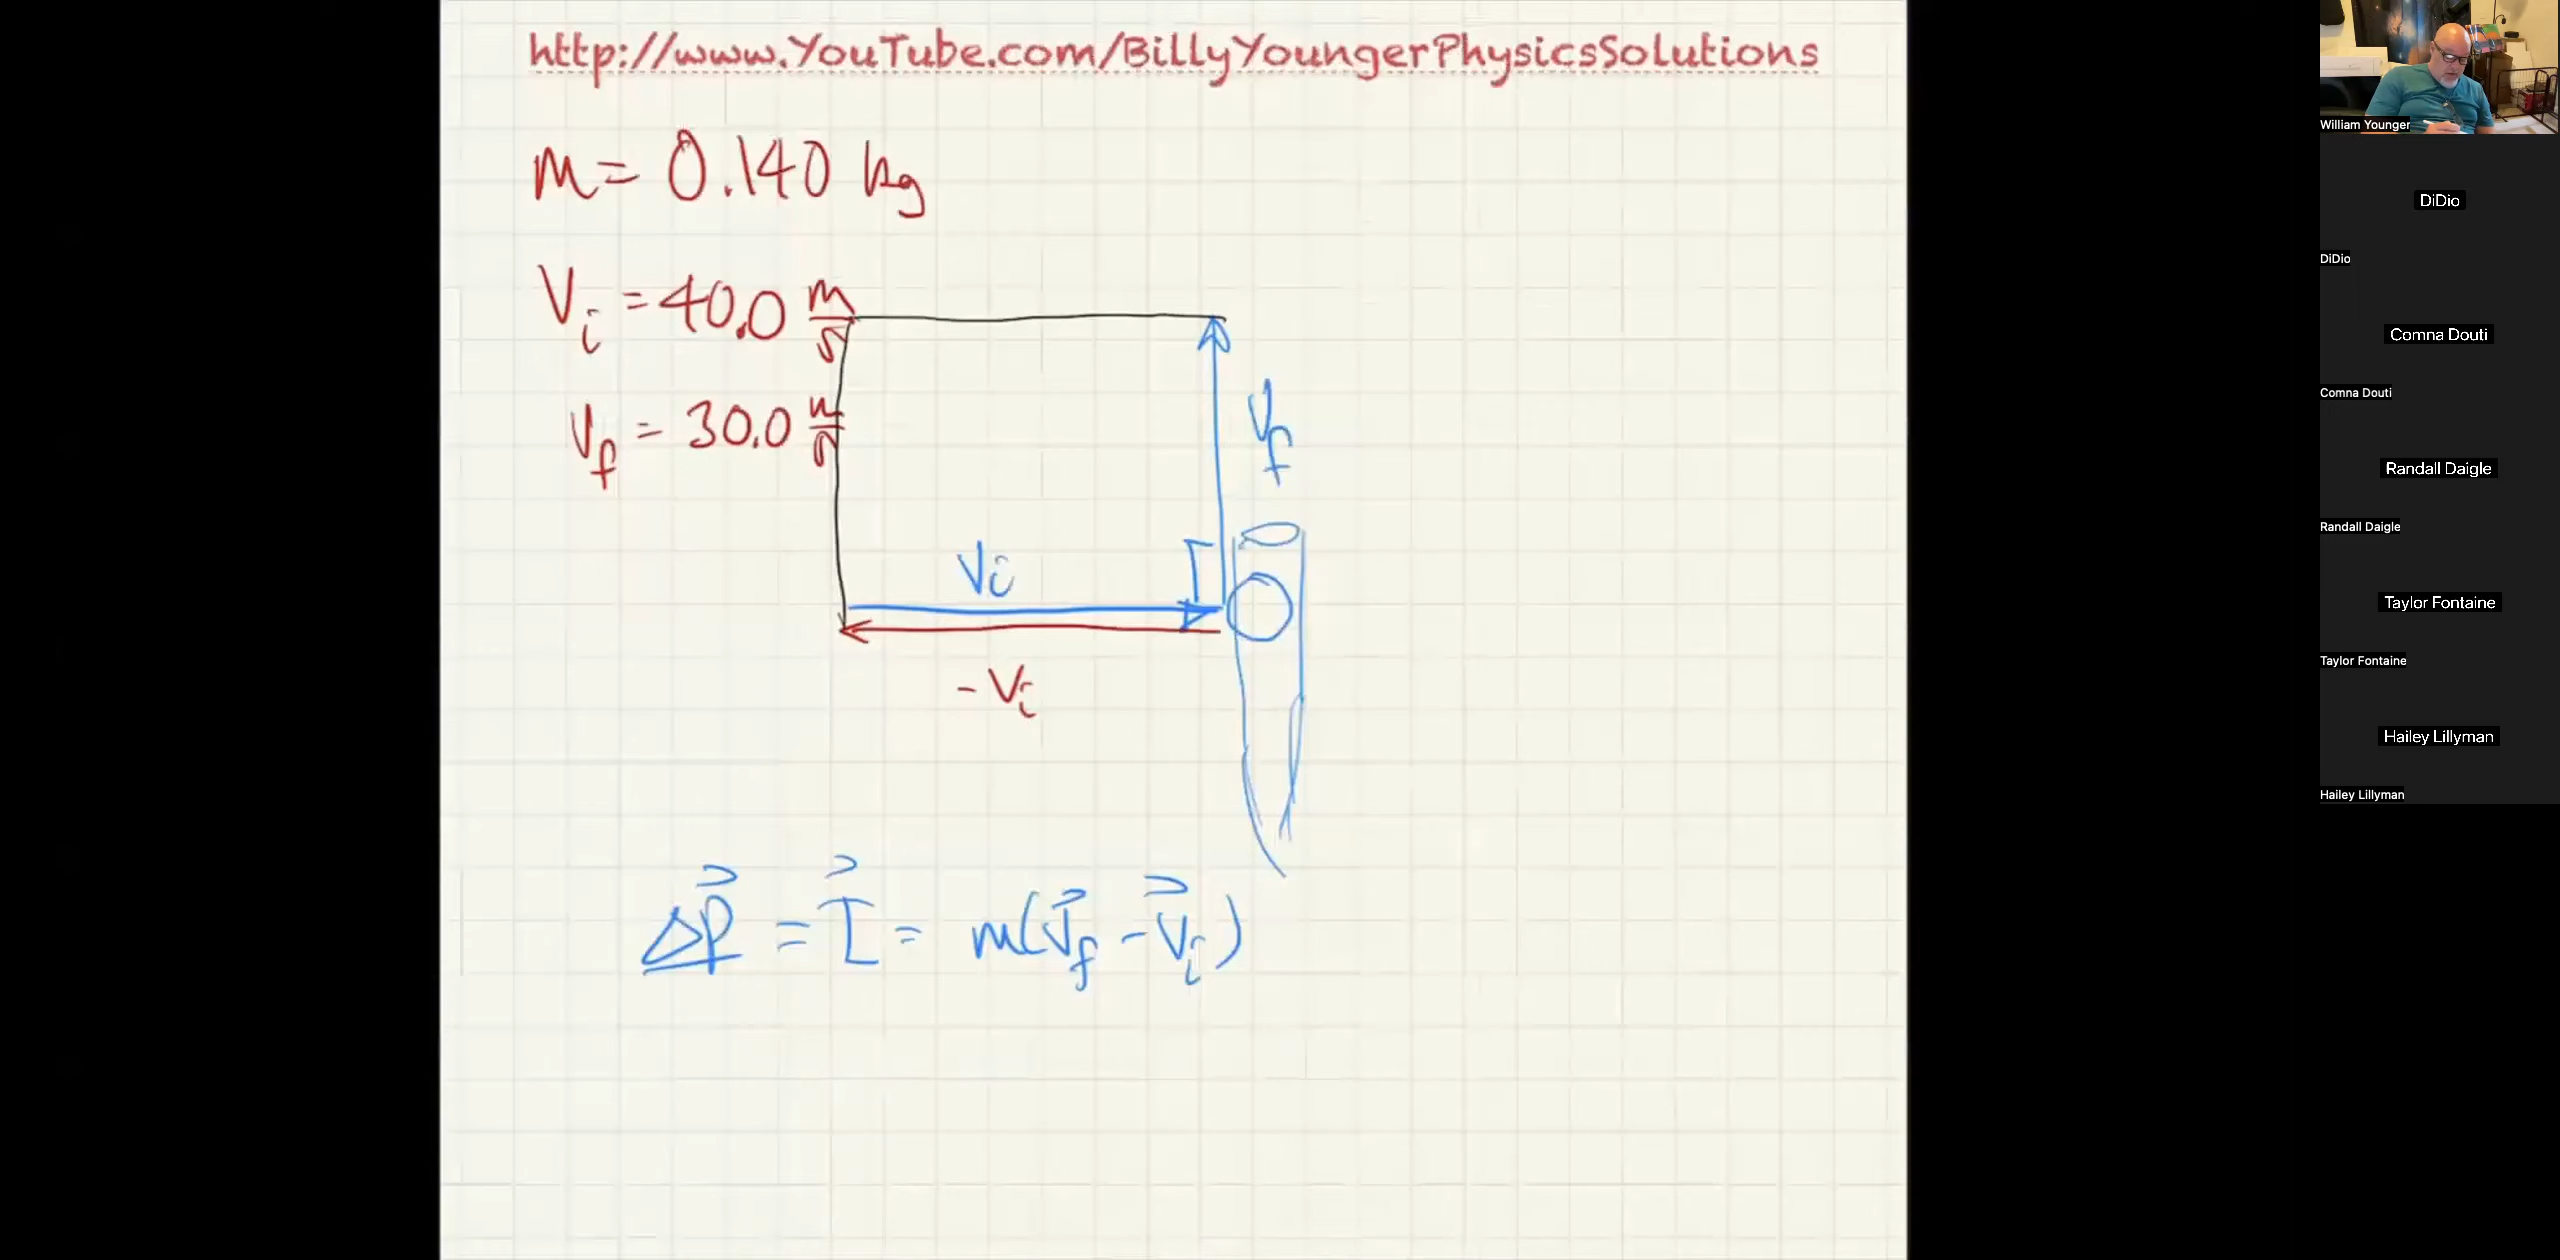 http://www.YouTube.com/BillyYoungerPhysicsSolutions
m = 0.140 kg
Vi = 40.0 m/s
Vf = 30.0 m/s
Vf
Vi
- Vi
ΔP⃗ = I⃗ = m(V⃗f - V⃗i)
William Younger
DiDio
DiDio
Comna Douti
Comna Douti
Randall Daigle
Randall Daigle
Taylor Fontaine
Taylor Fontaine
Hailey Lillyman
Hailey Lillyman